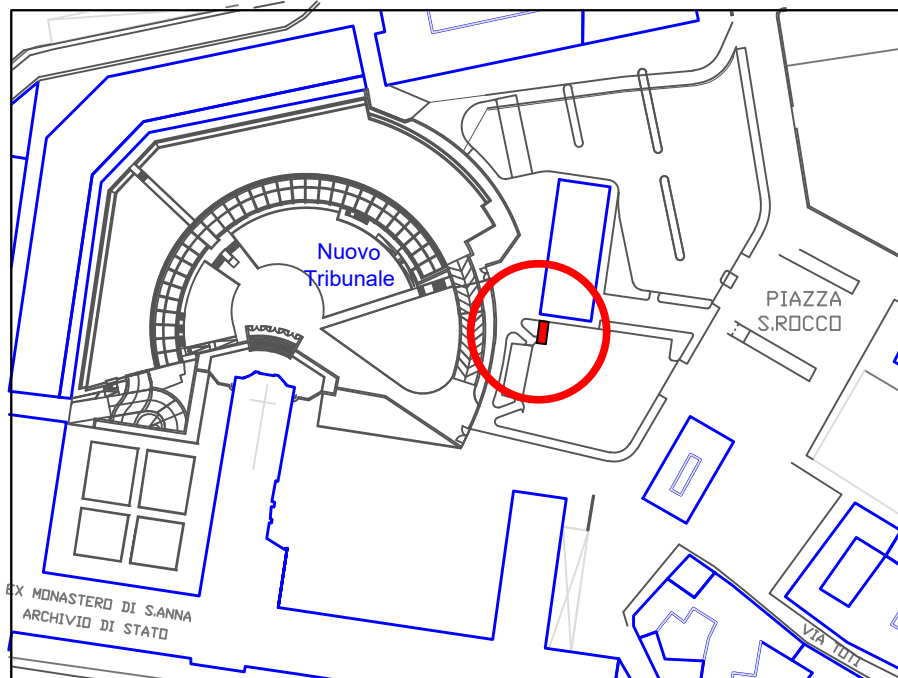 Nuovo
Tribunale
PIAZZA
S.ROCCO
EX MONASTERO DI S.ANNA
ARCHIVIO DI STATO
VIA TOTI